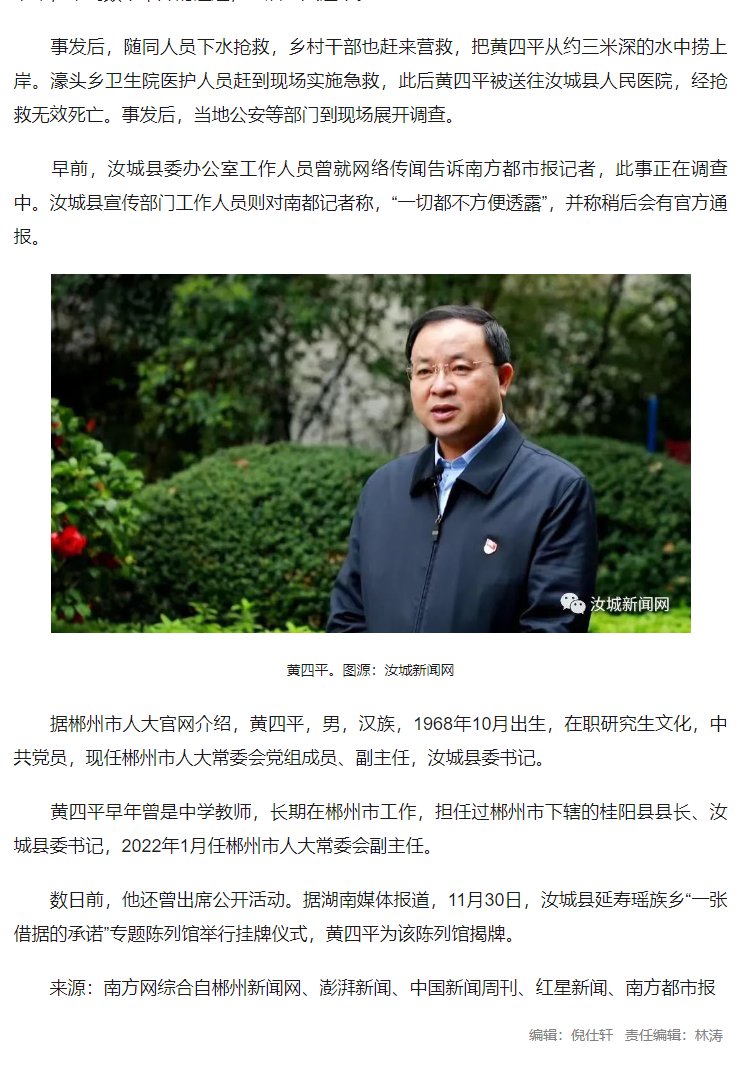 事发后，随同人员下水抢救，乡村干部也赶来营救，把黄四平从约三米深的水中捞上
岸。濠头乡卫生院医护人员赶到现场实施急救，此后黄四平被送往汝城县人民医院，经抢
救无效死亡。事发后，当地公安等部门到现场展开调查。
早前，汝城县委办公室工作人员曾就网络传闻告诉南方都市报记者，此事正在调查
中。汝城县宣传部门工作人员则对南都记者称，“一切都不方便透露”，并称稍后会有官方通
报。
汝城新闻网
黄四平。图源：汝城新闻网
据郴州市人大官网介绍，黄四平，男，汉族，1968年10月出生，在职研究生文化，中
共党员，现任郴州市人大常委会党组成员、副主任，汝城县委书记。
黄四平早年曾是中学教师，长期在郴州市工作，担任过郴州市下辖的桂阳县县长、汝
城县委书记，2022年1月任郴州市人大常委会副主任。
数日前，他还曾出席公开活动。据湖南媒体报道，11月30日，汝城县延寿瑶族乡“一张
借据的承诺”专题陈列馆举行挂牌仪式，黄四平为该陈列馆揭牌。
来源：南方网综合自郴州新闻网、澎湃新闻、中国新闻周刊、红星新闻、南方都市报
编辑：倪仕轩 责任编辑：林涛